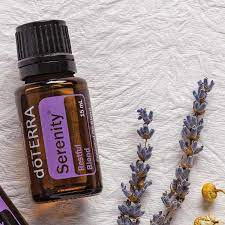 dōTERRA
Serenity®
Restful
Blend
15 mL